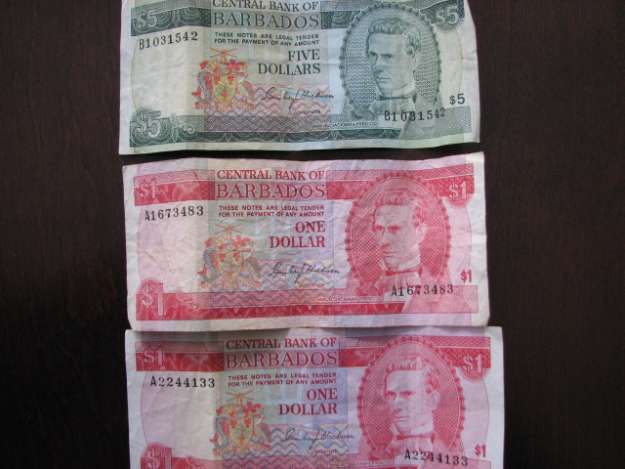 $5 CENTRAL BANK OF $5
BARBADOS
B1031542
THESE NOTES ARE LEGAL TENDER
FOR THE PAYMENT OF ANY AMOUNT
FIVE
DOLLARS
$5
$5 B1031542
CENTRAL BANK OF
$1 BARBADOS $1
A1673483
THESE NOTES ARE LEGAL TENDER
FOR THE PAYMENT OF ANY AMOUNT
ONE
DOLLAR
$1
$1 A1673483
CENTRAL BANK OF
$1 BARBADOS $1
A2244133
THESE NOTES ARE LEGAL TENDER
FOR THE PAYMENT OF ANY AMOUNT
ONE
DOLLAR
$1
$1 A2244133